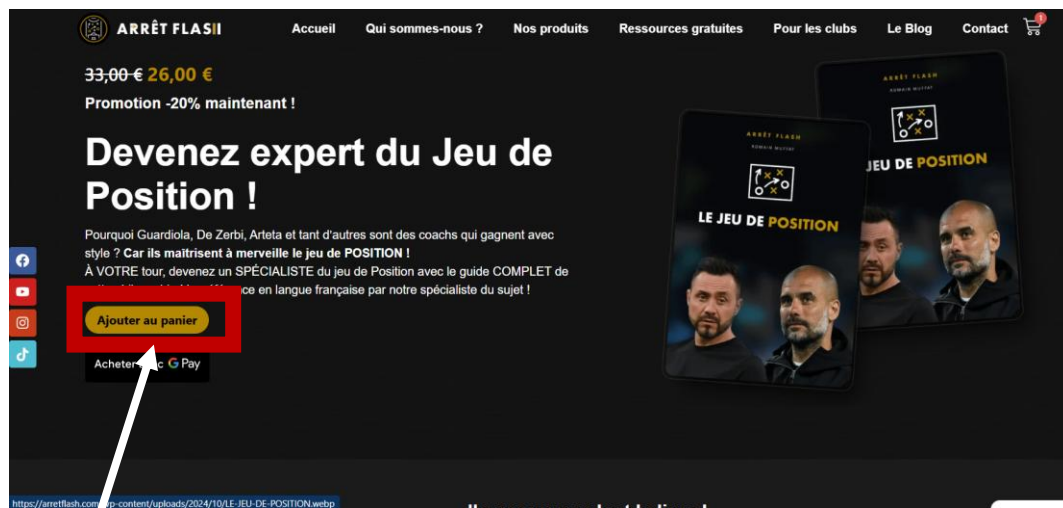 ARRÊT FLASH
Accueil
Qui sommes-nous ?
Nos produits
Ressources gratuites
Pour les clubs
Le Blog
Contact
1
33,00 € 26,00 €
Promotion -20% maintenant !
Devenez expert du Jeu de
Position !
Pourquoi Guardiola, De Zerbi, Arteta et tant d'autres sont des coachs qui gagnent avec
style ? Car ils maitrisent à merveille le jeu de POSITION !
À VOTRE tour, devenez un SPÉCIALISTE du jeu de Position avec le guide COMPLET de
en langue française par notre spécialiste du sujet !
Ajouter au panier
Acheter G Pay
ARRÊT FLASH
ROMAIN MUTTAT
LE JEU DE POSITION
ARRÊT FLASH
ROMAIN MUTTAT
JEU DE POSITION
https://arretflash.com/wp-content/uploads/2024/10/LE-JEU-DE-POSITION.webp